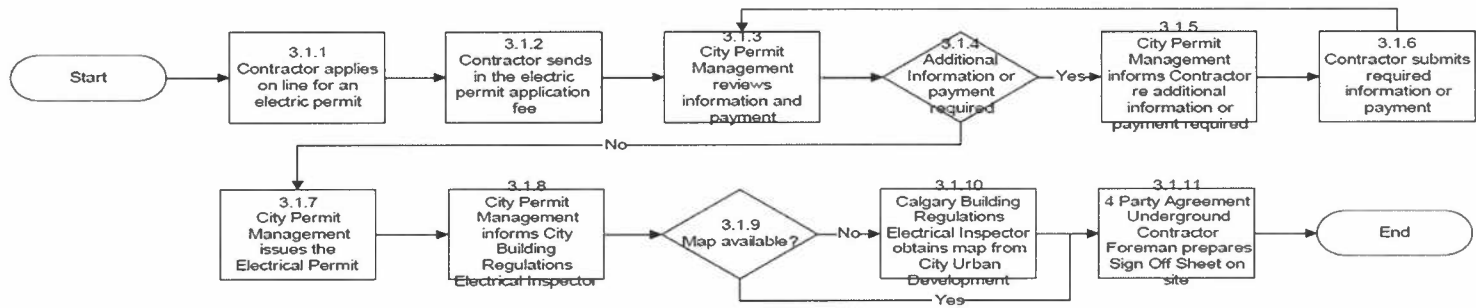 Start
3.1.1
Contractor applies
on line for an
electric permit
3.1.2
Contractor sends
in the electric
permit application
fee
3.1.3
City Permit
Management
reviews
information and
payment
3.1.4
Additional
Information or
payment
required
Yes
3.1.5
City Permit
Management
informs Contractor
re additional
information or
payment required
3.1.6
Contractor submits
required
information or
payment
No
3.1.7
City Permit
Management
issues the
Electrical Permit
3.1.8
City Permit
Management
informs City
Building
Regulations
Electrical Inspector
3.1.9
Map available?
No
3.1.10
Calgary Building
Regulations
Electrical Inspector
obtains map from
City Urban
Development
Yes
3.1.11
4 Party Agreement
Underground
Contractor
Foreman prepares
Sign Off Sheet on
site
End